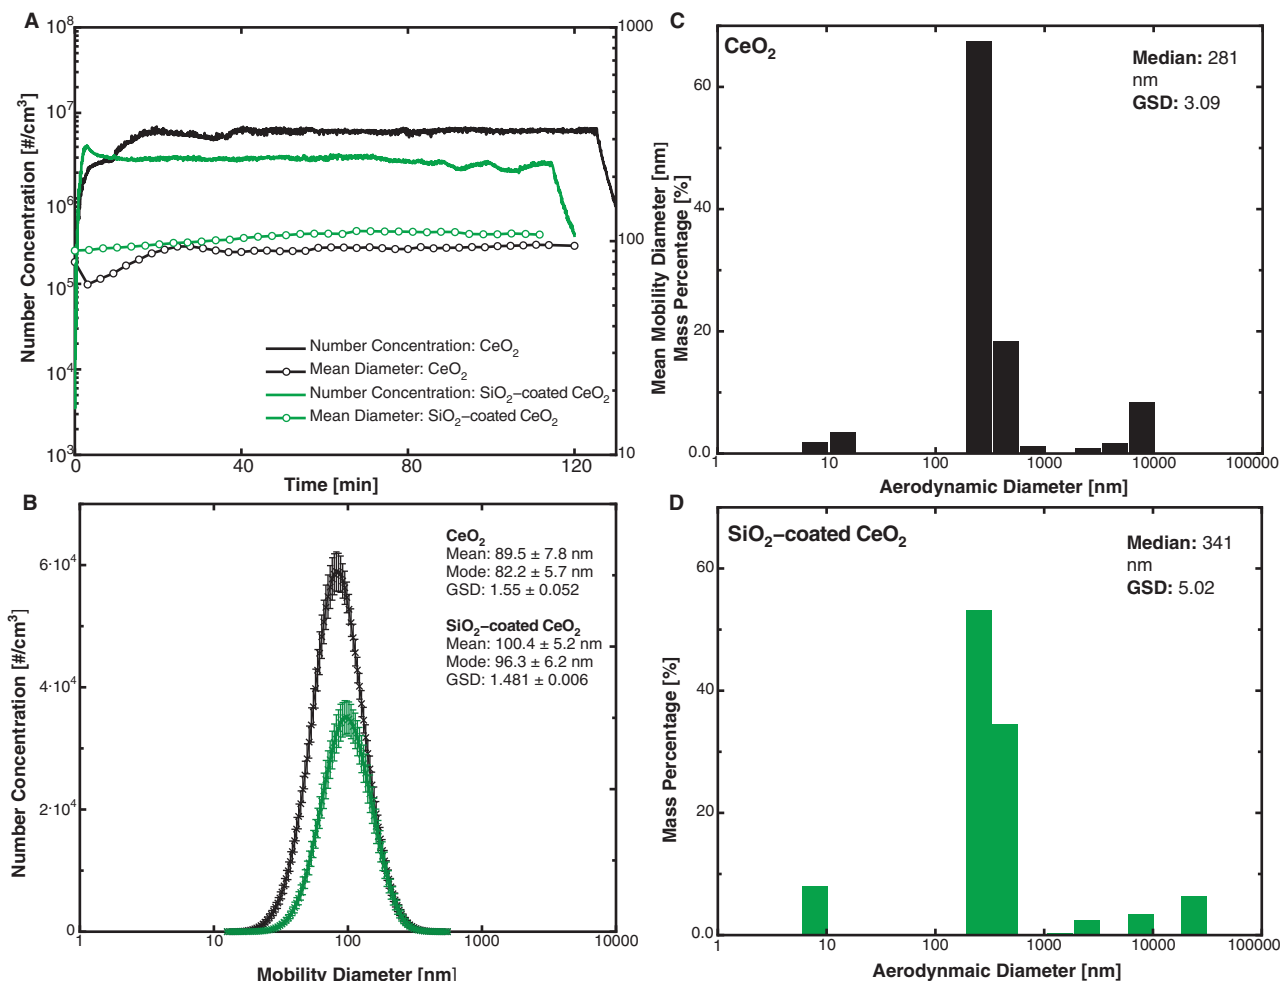 A
10⁸
10⁷
10⁶
10⁵
10⁴
10³
Number Concentration [#/cm³]
1000
100
10
Mean Mobility Diameter [nm]
Number Concentration: CeO₂
Mean Diameter: CeO₂
Number Concentration: SiO₂–coated CeO₂
Mean Diameter: SiO₂–coated CeO₂
0
40
80
120
Time [min]
B
6·10⁴
4·10⁴
2·10⁴
0
Number Concentration [#/cm³]
CeO₂
Mean: 89.5 ± 7.8 nm
Mode: 82.2 ± 5.7 nm
GSD: 1.55 ± 0.052
SiO₂–coated CeO₂
Mean: 100.4 ± 5.2 nm
Mode: 96.3 ± 6.2 nm
GSD: 1.481 ± 0.006
1
10
100
1000
10000
Mobility Diameter [nm]
C
CeO₂
Median: 281
nm
GSD: 3.09
60
40
20
0.0
Mass Percentage [%]
1
10
100
1000
10000
100000
Aerodynamic Diameter [nm]
D
SiO₂–coated CeO₂
Median: 341
nm
GSD: 5.02
60
40
20
0.0
Mass Percentage [%]
1
10
100
1000
10000
100000
Aerodynmaic Diameter [nm]